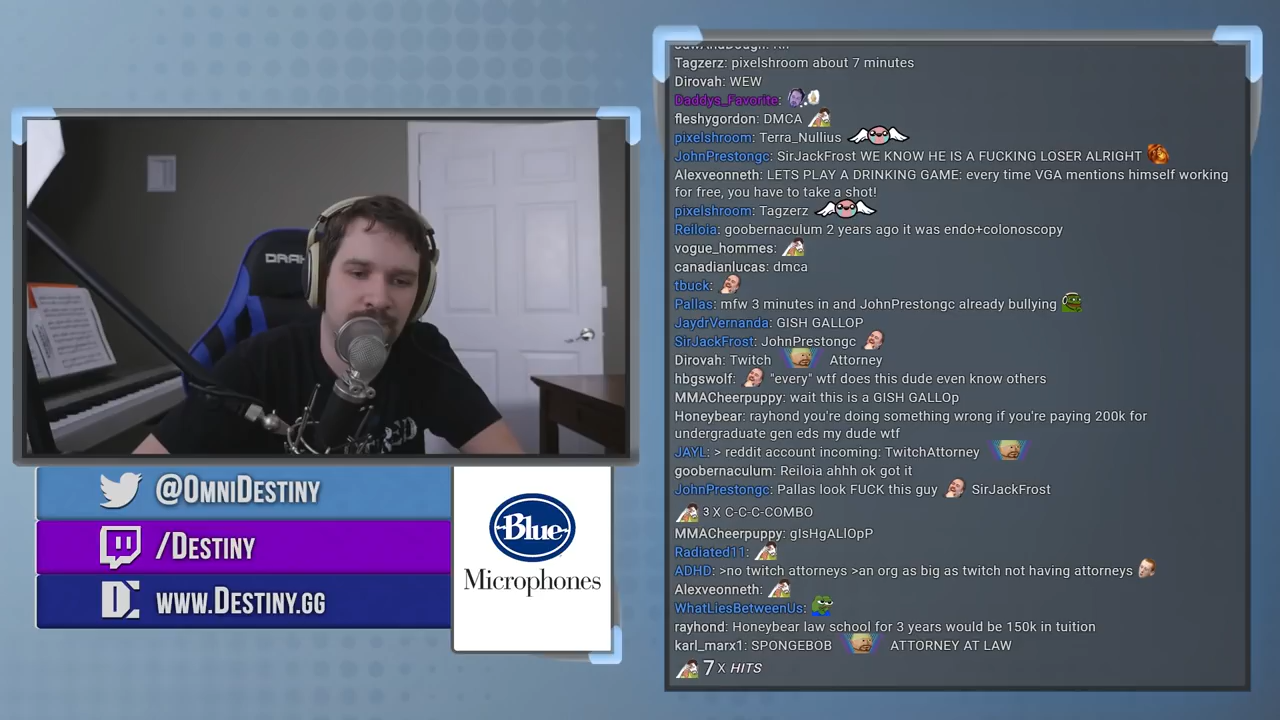 Tagzerz: pixelshroom about 7 minutes
Dirovah: WEW
Daddys_Favorite:
fleshygordon: DMCA
pixelshroom: Terra_Nullius
JohnPrestongc: SirJackFrost WE KNOW HE IS A FUCKING LOSER ALRIGHT
Alexveonneth: LETS PLAY A DRINKING GAME: every time VGA mentions himself working
for free, you have to take a shot!
pixelshroom: Tagzerz
Reiloia: goobernaculum 2 years ago it was endo+colonoscopy
vogue_hommes:
canadianlucas: dmca
tbuck:
Pallas: mfw 3 minutes in and JohnPrestongc already bullying
JaydrVernanda: GISH GALLOP
SirJackFrost: JohnPrestongc
Dirovah: Twitch Attorney
hbgswolf: "every" wtf does this dude even know others
MMACheerpuppy: wait this is a GISH GALLOp
Honeybear: rayhond you're doing something wrong if you're paying 200k for
undergraduate gen eds my dude wtf
JAYL: > reddit account incoming: TwitchAttorney
goobernaculum: Reiloia ahhh ok got it
JohnPrestongc: Pallas look FUCK this guy SirJackFrost
3 X C-C-C-COMBO
MMACheerpuppy: gIsHgALlOpP
Radiated11:
ADHD: >no twitch attorneys >an org as big as twitch not having attorneys
Alexveonneth:
WhatLiesBetweenUs:
rayhond: Honeybear law school for 3 years would be 150k in tuition
karl_marx1: SPONGEBOB ATTORNEY AT LAW
7 X HITS
@OmniDestiny
/Destiny
www.Destiny.gg
Blue
Microphones